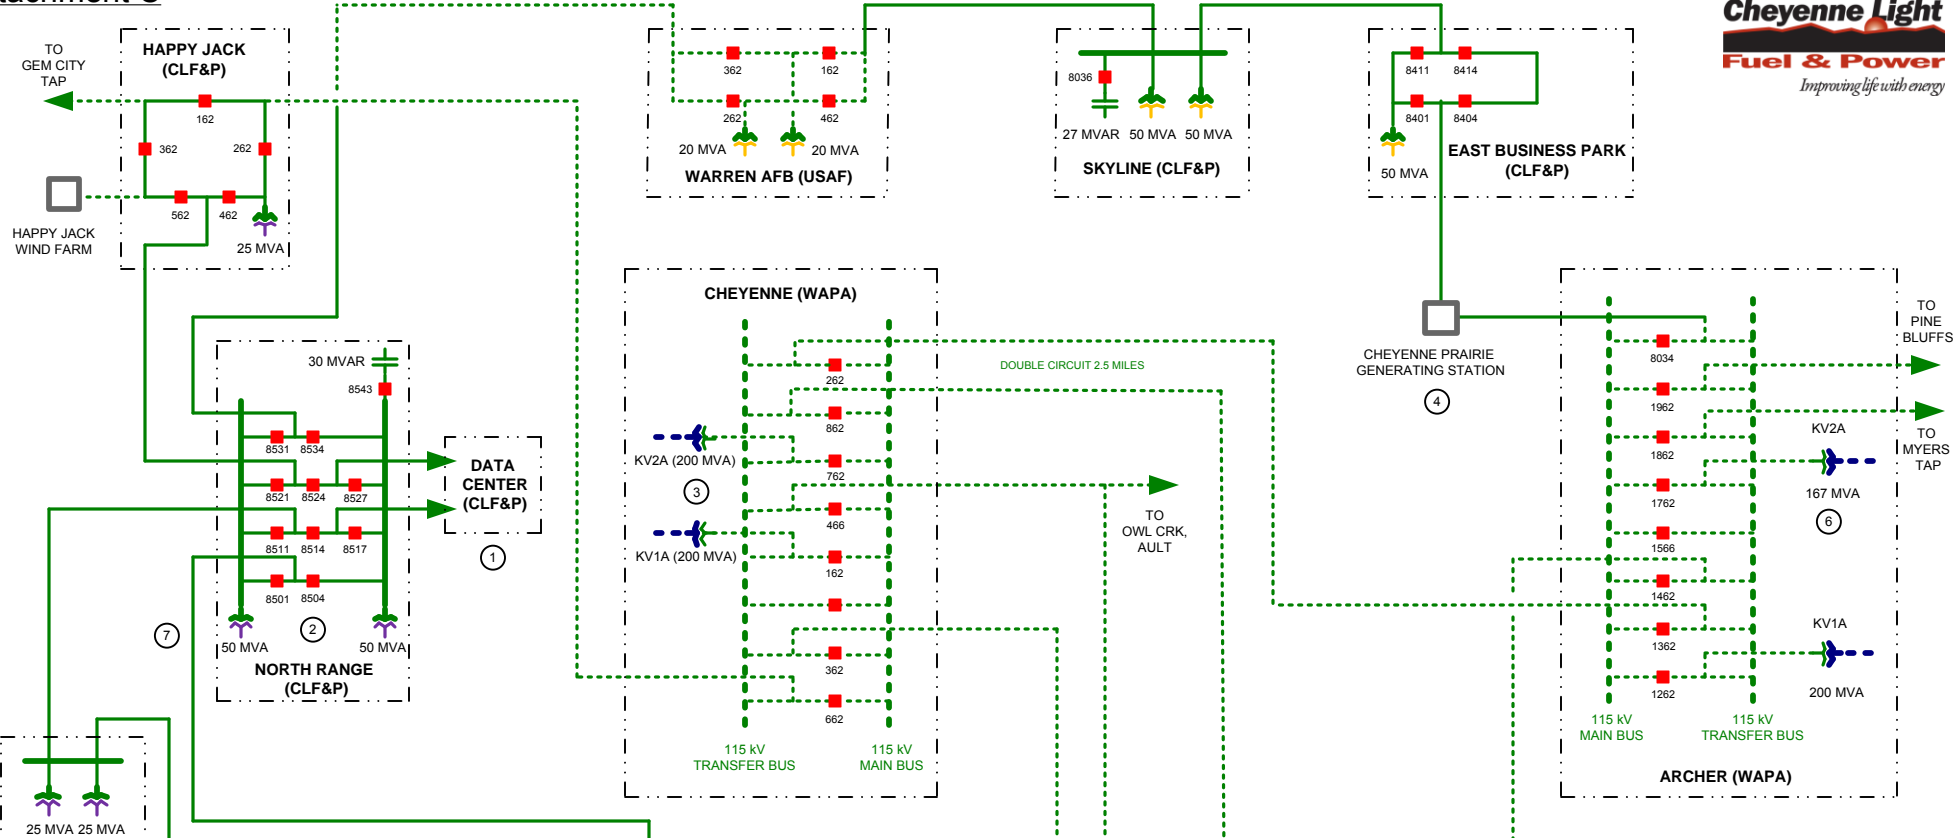 Cheyenne Light
Fuel & Power
Improving life with energy
TO
GEM CITY
TAP
HAPPY JACK
(CLF&P)
162
362
262
562
462
25 MVA
HAPPY JACK
WIND FARM
362
162
262
462
20 MVA
20 MVA
WARREN AFB (USAF)
8036
27 MVAR
50 MVA
50 MVA
SKYLINE (CLF&P)
8411
8414
8401
8404
50 MVA
EAST BUSINESS PARK
(CLF&P)
30 MVAR
8543
8531
8534
8521
8524
8527
8511
8514
8517
8501
8504
50 MVA
2
50 MVA
NORTH RANGE
(CLF&P)
7
DATA
CENTER
(CLF&P)
1
CHEYENNE (WAPA)
262
862
KV2A (200 MVA)
762
3
466
KV1A (200 MVA)
162
362
662
115 kV
TRANSFER BUS
115 kV
MAIN BUS
DOUBLE CIRCUIT 2.5 MILES
TO
OWL CRK,
AULT
CHEYENNE PRAIRIE
GENERATING STATION
4
8034
1962
1862
1762
1566
1462
1362
1262
TO
PINE
BLUFFS
TO
MYERS
TAP
KV2A
167 MVA
6
KV1A
200 MVA
115 kV
MAIN BUS
115 kV
TRANSFER BUS
ARCHER (WAPA)
25 MVA 25 MVA